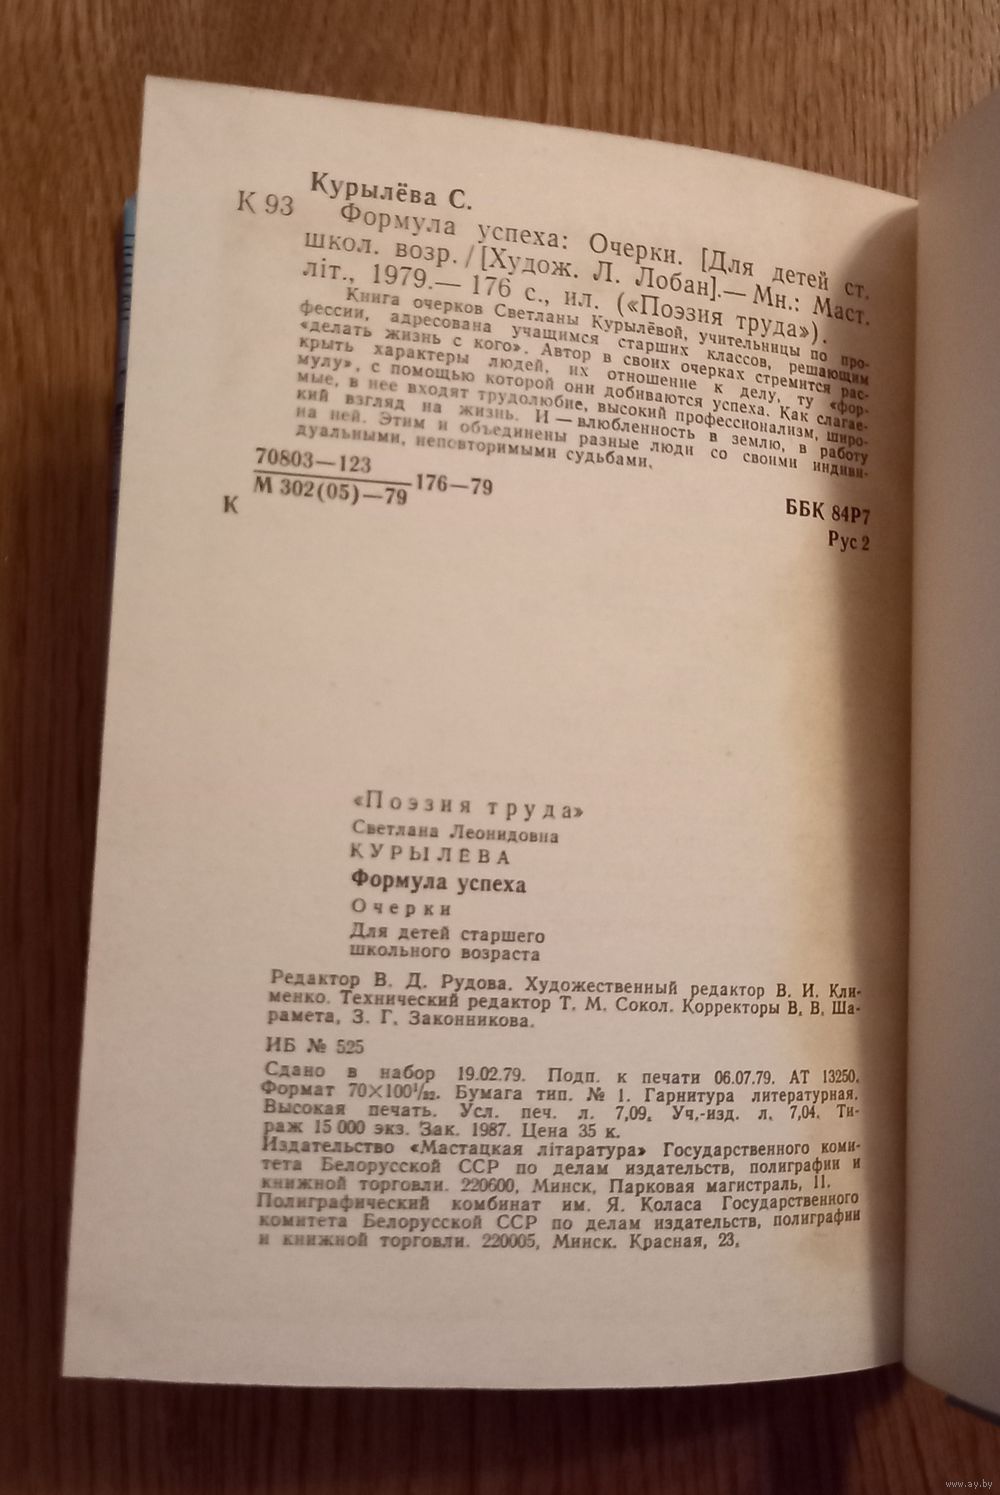 Курылёва С.
К 93
Формула успеха: Очерки. [Для детей ст.
школ. возр. / [Худож. Л. Лобан].— Мн.: Маст.
літ., 1979.— 176 с., ил. («Поэзия труда»).
Книга очерков Светланы Курылёвой, учительницы по про-
фессии, адресована учащимся старших классов, решающим
«делать жизнь с кого». Автор в своих очерках стремится рас-
крыть характеры людей, их отношение к делу, ту «фор-
мулу», с помощью которой они добиваются успеха. Как слагае-
мые, в нее входят трудолюбие, высокий профессионализм, широ-
кий взгляд на жизнь. И — влюбленность в землю, в работу
на ней. Этим и объединены разные люди со своими индиви-
дуальными, неповторимыми судьбами.
70803—123
М 302(05)—79
176—79
К
ББК 84Р7
Рус 2
«Поэзия труда»
Светлана Леонидовна
КУРЫЛЕВА
Формула успеха
Очерки
Для детей старшего
школьного возраста
Редактор В. Д. Рудова. Художественный редактор В. И. Кли-
менко. Технический редактор Т. М. Сокол. Корректоры В. В. Ша-
рамета, З. Г. Законникова.
ИБ № 525
Сдано в набор 19.02.79. Подп. к печати 06.07.79. АТ 13250.
Формат 70×100¹/₃₂. Бумага тип. № 1. Гарнитура литературная.
Высокая печать. Усл. печ. л. 7,09. Уч.-изд. л. 7,04. Ти-
раж 15 000 экз. Зак. 1987. Цена 35 к.
Издательство «Мастацкая літаратура» Государственного коми-
тета Белорусской ССР по делам издательств, полиграфии и
книжной торговли. 220600, Минск, Парковая магистраль, 11.
Полиграфический комбинат им. Я. Коласа Государственного
комитета Белорусской ССР по делам издательств, полиграфии
и книжной торговли. 220005, Минск. Красная, 23.
www.ay.by